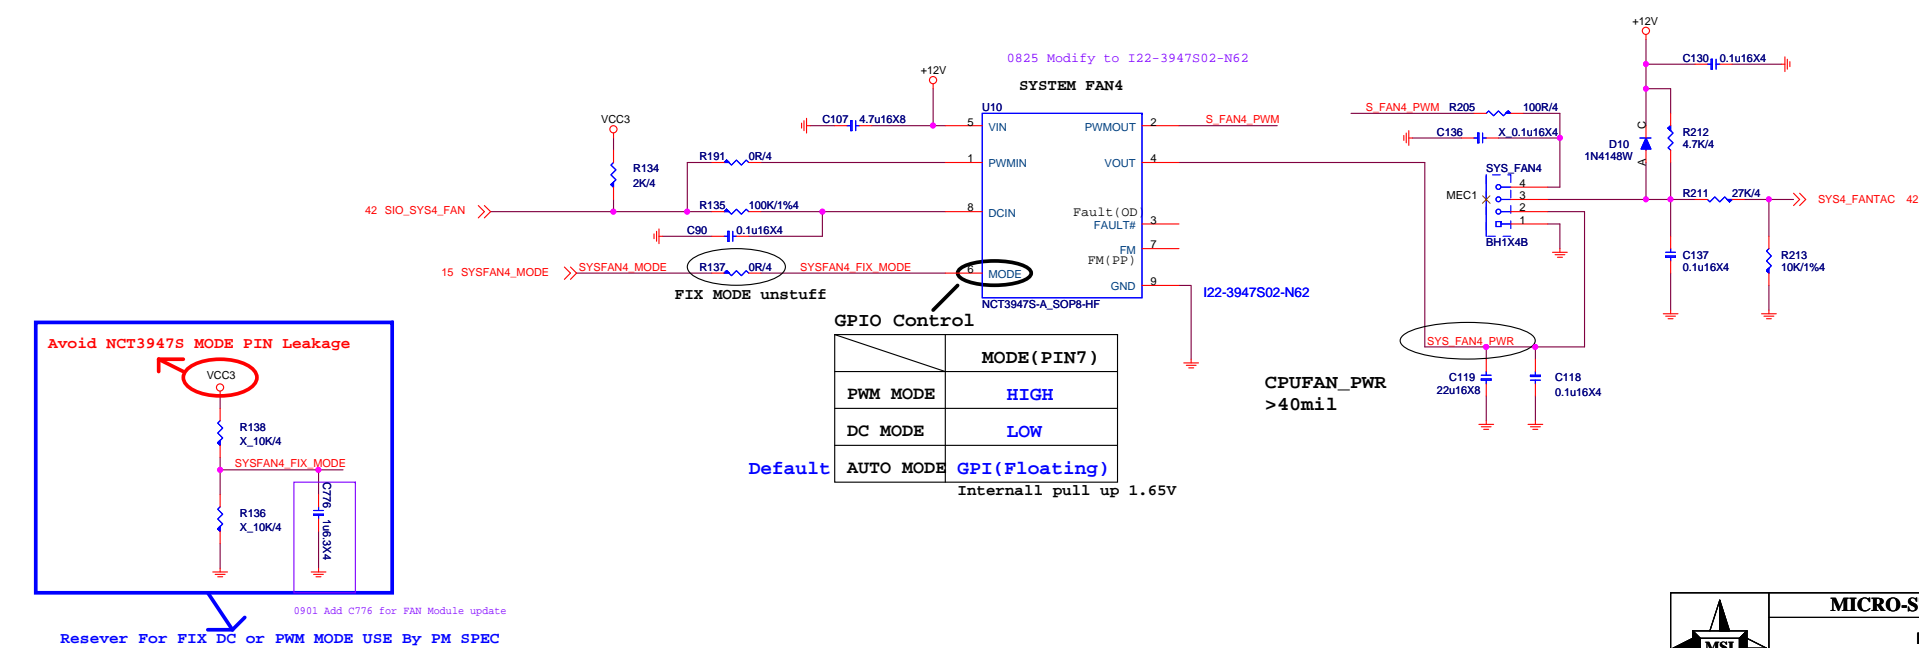 +12V
C130 0.1u16X4
0825 Modify to I22-3947S02-N62
+12V
SYSTEM FAN4
U10
S_FAN4_PWM R205 100R/4
VCC3
C107 4.7u16X8
5 VIN PWMOUT 2 S_FAN4_PWM
C136 X_0.1u16X4
C
R212
4.7K/4
D10
1N4148W
A
R134
2K/4
R191 0R/4
1 PWMIN VOUT 4
SYS_FAN4
4
MEC1 3
2
1
BH1X4B
R211 27K/4
SYS4_FANTAC 42
42 SIO_SYS4_FAN
R135 100K/1%4
8 DCIN
Fault(OD)
FAULT# 3
C90 0.1u16X4
FM 7
FM(PP)
C137
0.1u16X4
R213
10K/1%4
15 SYSFAN4_MODE
SYSFAN4_MODE
R137 0R/4
SYSFAN4_FIX_MODE
6 MODE
GND 9
FIX MODE unstuff
NCT3947S-A_SOP8-HF
I22-3947S02-N62
GPIO Control
MODE(PIN7)
PWM MODE HIGH
DC MODE LOW
Default AUTO MODE GPI(Floating)
Internall pull up 1.65V
SYS_FAN4_PWR
C119
22u16X8
C118
0.1u16X4
CPUFAN_PWR
>40mil
Avoid NCT3947S MODE PIN Leakage
VCC3
R138
X_10K/4
SYSFAN4_FIX_MODE
R136
X_10K/4
C776
1u6.3X4
0901 Add C776 for FAN Module update
Resever For FIX DC or PWM MODE USE By PM SPEC
MICRO-S
MSI